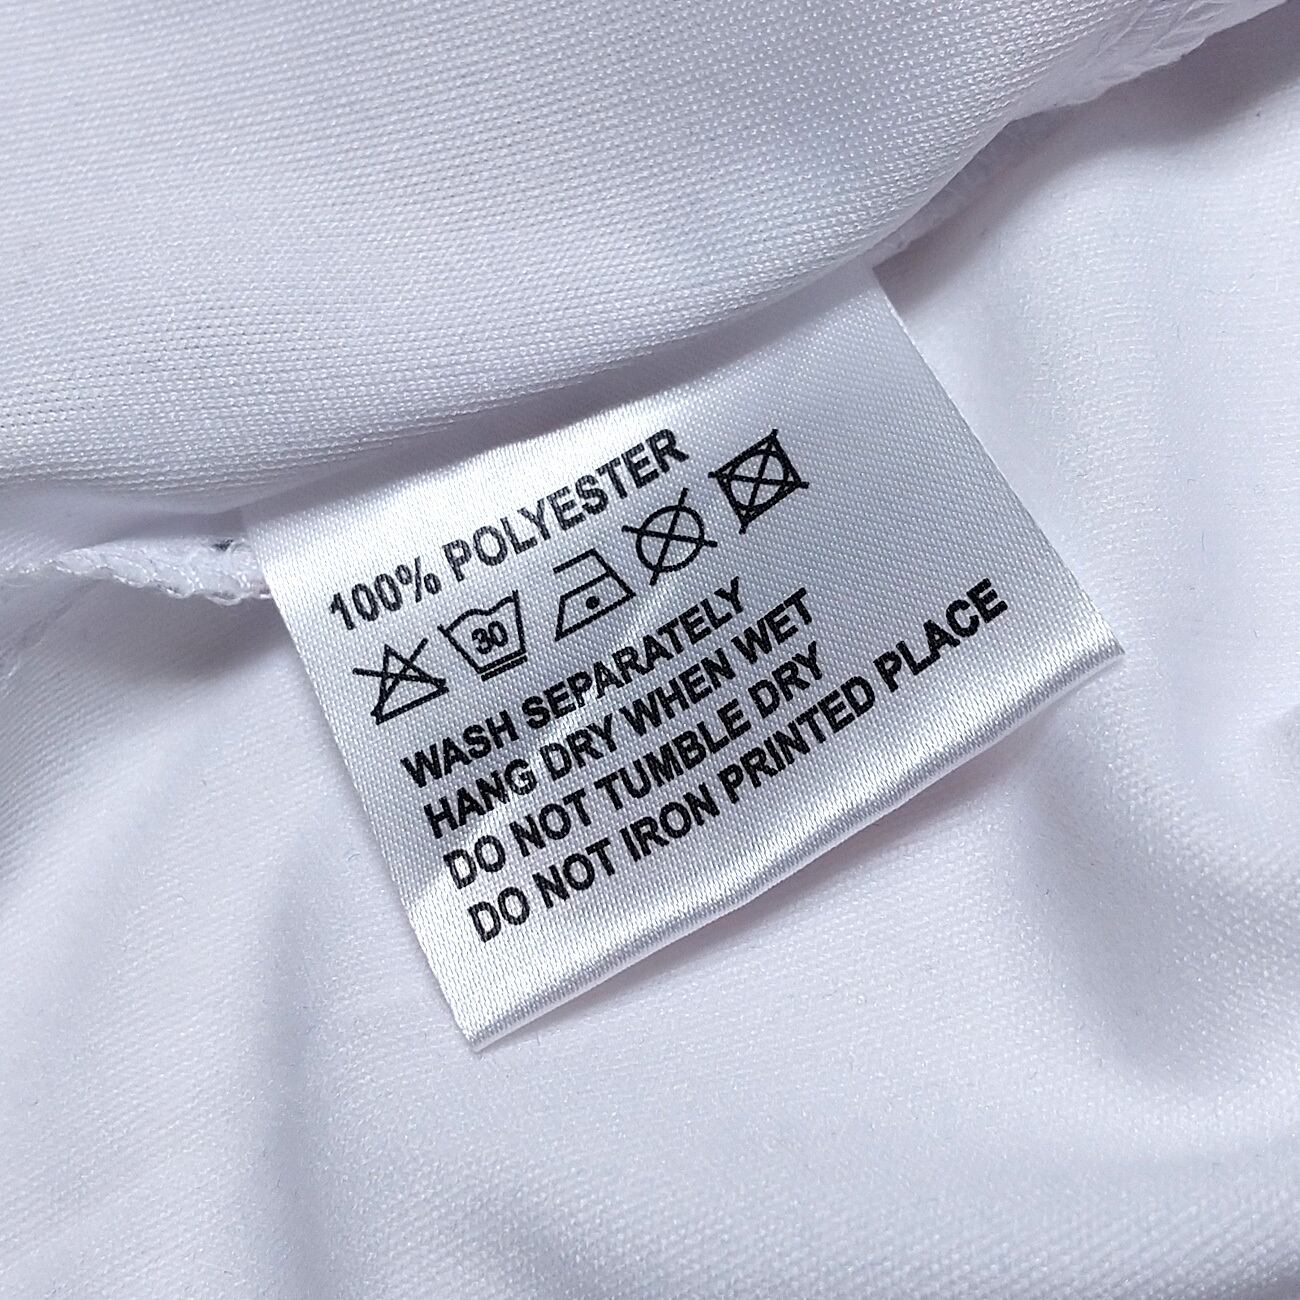 100% POLYESTER
30
WASH SEPARATELY
HANG DRY WHEN WET
DO NOT TUMBLE DRY
DO NOT IRON PRINTED PLACE